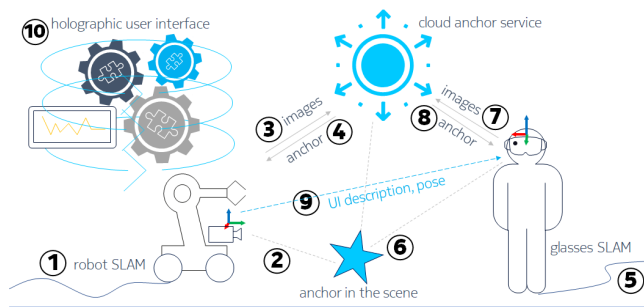 10 holographic user interface
cloud anchor service
3 images
anchor 4
images 7
8 anchor
9 UI description, pose
1 robot SLAM
2
6
anchor in the scene
glasses SLAM
5